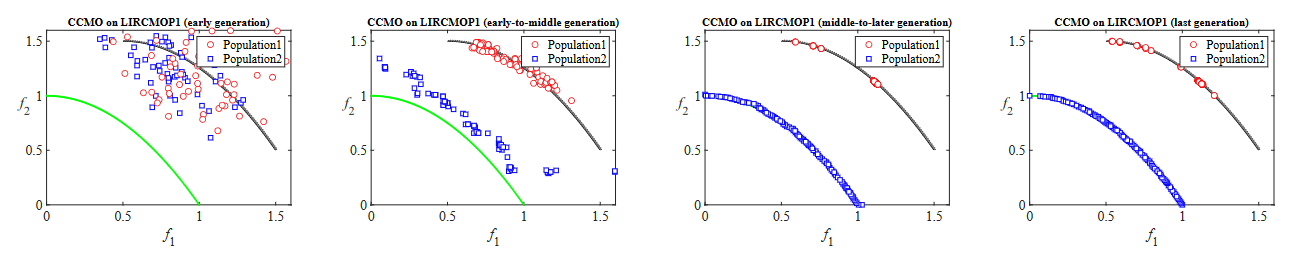 CCMO on LIRCMOP1 (early generation)
Population1
Population2
1.5
1
0.5
0
f2
0
0.5
1
1.5
f1
CCMO on LIRCMOP1 (early-to-middle generation)
Population1
Population2
1.5
1
0.5
0
f2
0
0.5
1
1.5
f1
CCMO on LIRCMOP1 (middle-to-later generation)
Population1
Population2
1.5
1
0.5
0
f2
0
0.5
1
1.5
f1
CCMO on LIRCMOP1 (last generation)
Population1
Population2
1.5
1
0.5
0
f2
0
0.5
1
1.5
f1